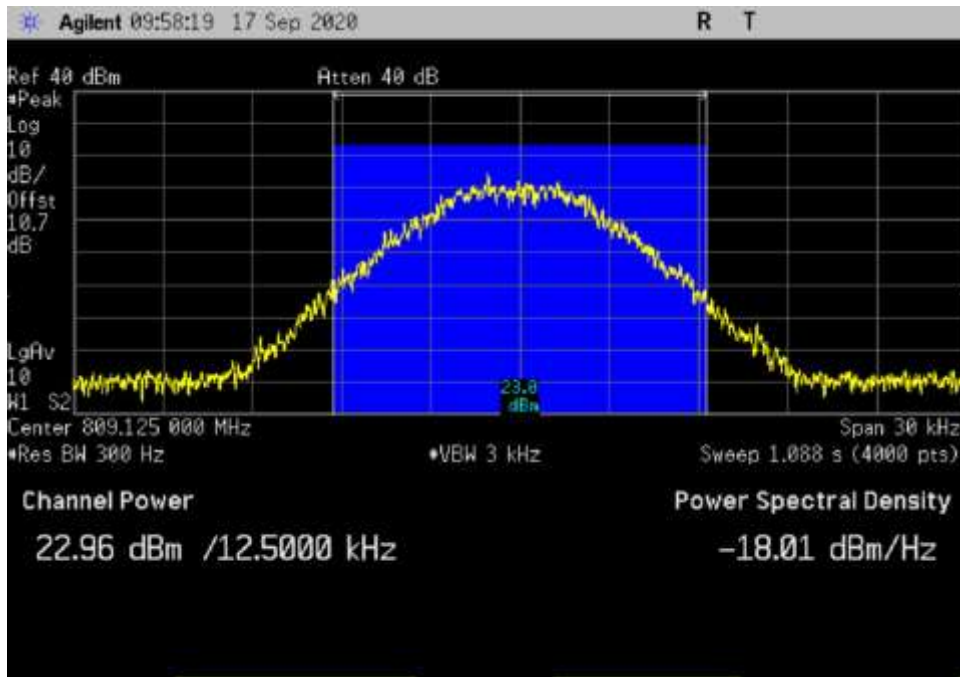 Agilent 09:58:19 17 Sep 2020 R T
Ref 40 dBm Atten 40 dB
#Peak
Log
10
dB/
Offst
10.7
dB
LgAv
10
W1 S2
23.0
dBm
Center 809.125 000 MHz Span 30 kHz
#Res BW 300 Hz #VBW 3 kHz Sweep 1.088 s (4000 pts)
Channel Power Power Spectral Density
22.96 dBm /12.5000 kHz -18.01 dBm/Hz